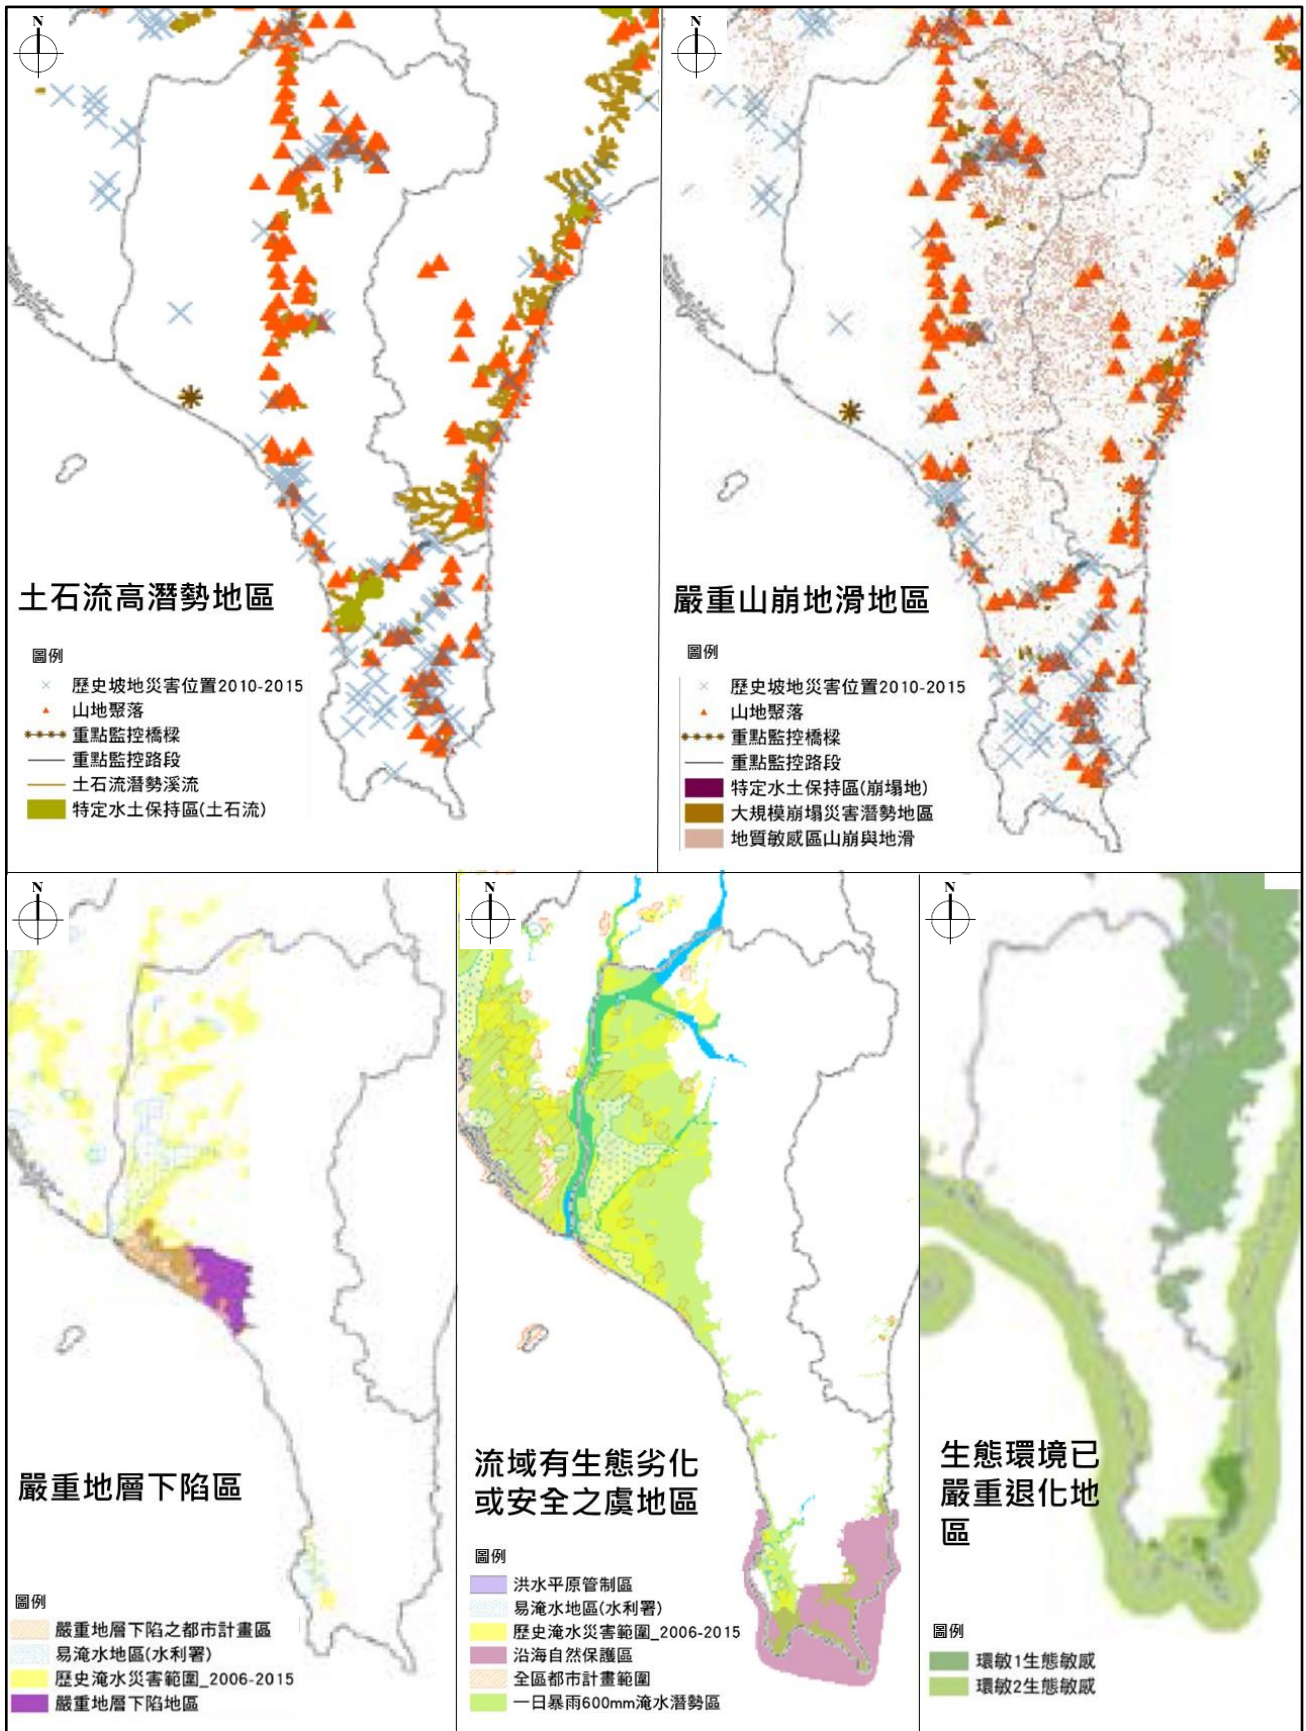 N
N
土石流高潛勢地區
圖例
歷史坡地災害位置2010-2015
山地聚落
重點監控橋樑
重點監控路段
土石流潛勢溪流
特定水土保持區(土石流)
嚴重山崩地滑地區
圖例
歷史坡地災害位置2010-2015
山地聚落
重點監控橋樑
重點監控路段
特定水土保持區(崩塌地)
大規模崩塌災害潛勢地區
地質敏感區山崩與地滑
N
N
N
嚴重地層下陷區
圖例
嚴重地層下陷之都市計畫區
易淹水地區(水利署)
歷史淹水災害範圍_2006-2015
嚴重地層下陷地區
流域有生態劣化
或安全之虞地區
圖例
洪水平原管制區
易淹水地區(水利署)
歷史淹水災害範圍_2006-2015
沿海自然保護區
全區都市計畫範圍
一日暴雨600mm淹水潛勢區
生態環境已
嚴重退化地
區
圖例
環敏1生態敏感
環敏2生態敏感